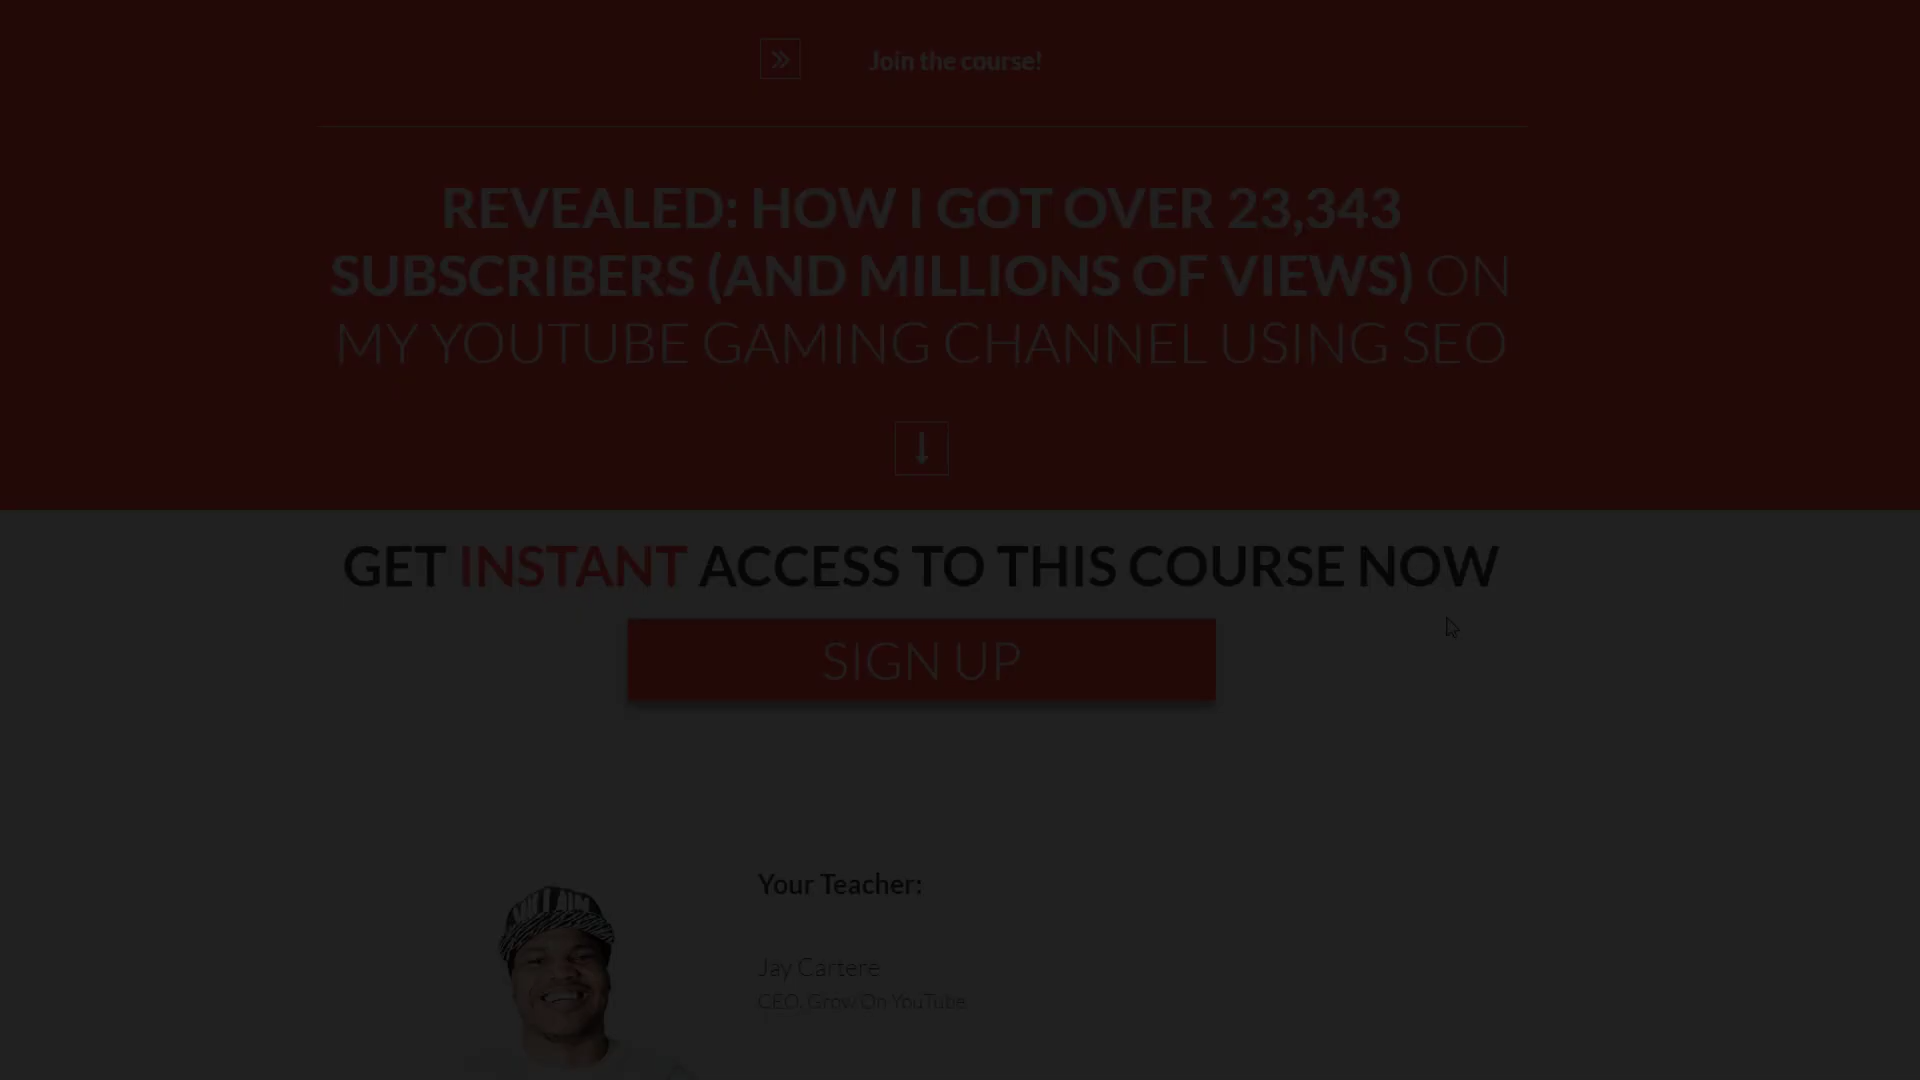 Join the course!
REVEALED: HOW I GOT OVER 23,343
SUBSCRIBERS (AND MILLIONS OF VIEWS) ON
MY YOUTUBE GAMING CHANNEL USING SEO
GET INSTANT ACCESS TO THIS COURSE NOW
SIGN UP
Your Teacher:
Jay Cartere
CEO, Grow On YouTube